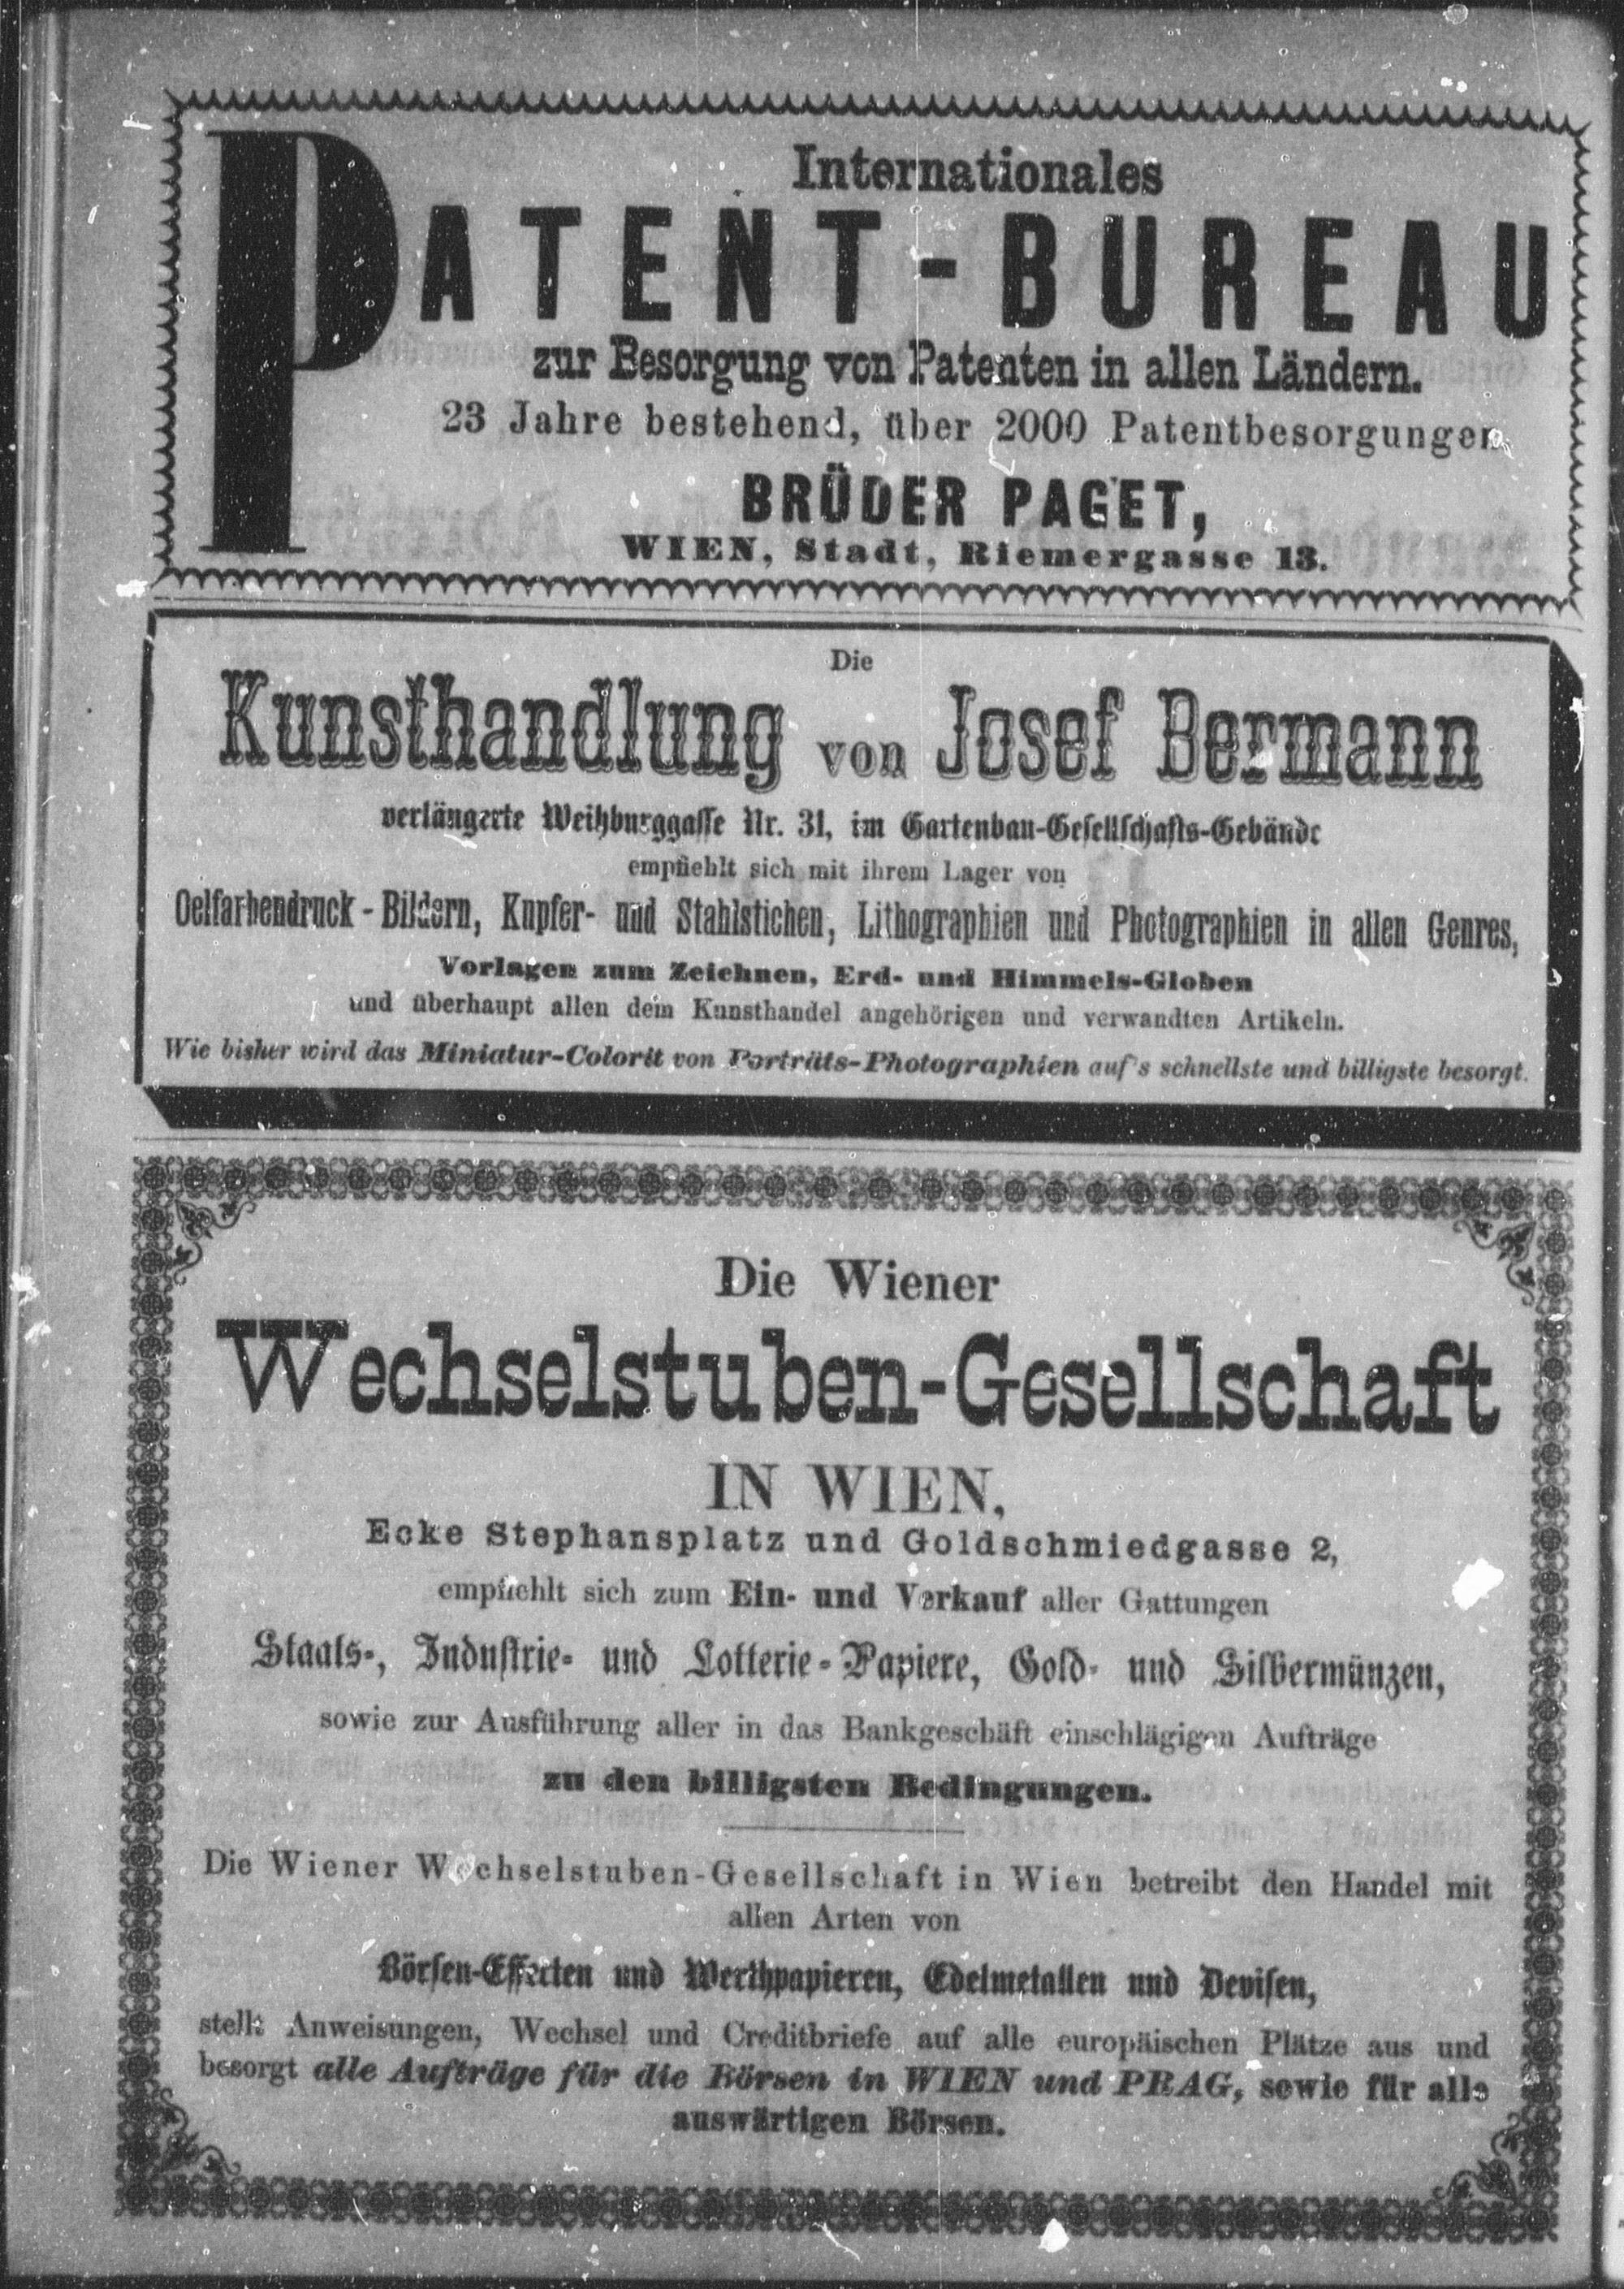 Internationales
PATENT-BUREAU
zur Besorgung von Patenten in allen Ländern.
23 Jahre bestehend, über 2000 Patentbesorgungen.
BRÜDER PAGET,
WIEN, Stadt, Riemergasse 13.
Die
Kunsthandlung von Josef Bermann
verlängerte Weihburggasse Nr. 31, im Gartenbau-Gesellschafts-Gebäude
empfiehlt sich mit ihrem Lager von
Oelfarbendruck-Bildern, Kupfer- und Stahlstichen, Lithographien und Photographien in allen Genres,
Vorlagen zum Zeichnen, Erd- und Himmels-Globen
und überhaupt allen dem Kunsthandel angehörigen und verwandten Artikeln.
Wie bisher wird das Miniatur-Colorit von Porträts-Photographien auf's schnellste und billigste besorgt.
Die Wiener
Wechselstuben-Gesellschaft
IN WIEN,
Ecke Stephansplatz und Goldschmiedgasse 2,
empfiehlt sich zum Ein- und Verkauf aller Gattungen
Staats-, Industrie- und Lotterie-Papiere, Gold- und Silbermünzen,
sowie zur Ausführung aller in das Bankgeschäft einschlägigen Aufträge
zu den billigsten Bedingungen.
Die Wiener Wechselstuben-Gesellschaft in Wien betreibt den Handel mit
allen Arten von
Börsen-Effecten und Werthpapieren, Edelmetallen und Devisen,
stellt Anweisungen, Wechsel und Creditbriefe auf alle europäischen Plätze aus und
besorgt alle Aufträge für die Börsen in WIEN und PRAG, sowie für alle
auswärtigen Börsen.